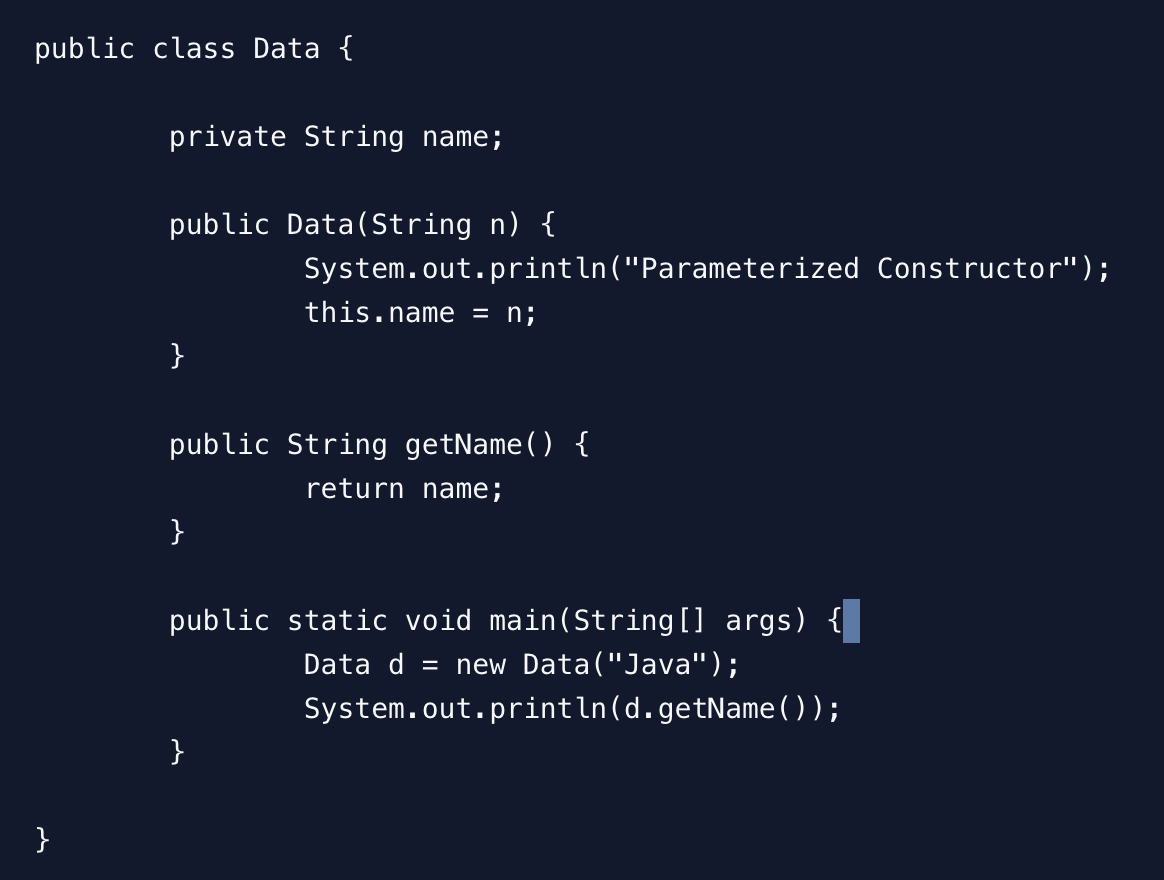 public class Data {
private String name;
public Data(String n) {
System.out.println("Parameterized Constructor");
this.name = n;
}
public String getName() {
return name;
}
public static void main(String[] args) {
Data d = new Data("Java");
System.out.println(d.getName());
}
}